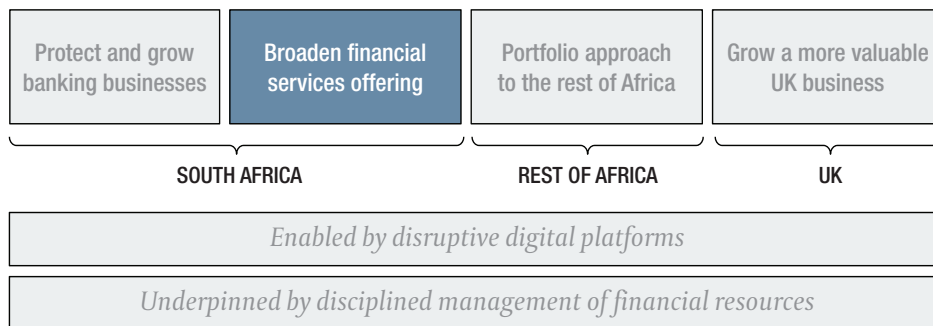 Protect and grow
banking businesses
Broaden financial
services offering
Portfolio approach
to the rest of Africa
Grow a more valuable
UK business
SOUTH AFRICA
REST OF AFRICA
UK
Enabled by disruptive digital platforms
Underpinned by disciplined management of financial resources